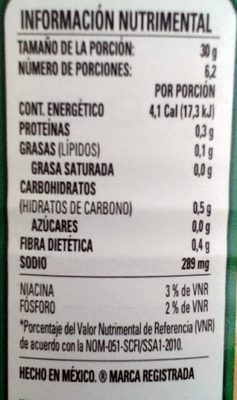 INFORMACIÓN NUTRIMENTAL
TAMAÑO DE LA PORCIÓN: 30 g
NÚMERO DE PORCIONES: 6,2
POR PORCIÓN
CONT. ENERGÉTICO 4,1 Cal (17,3 kJ)
PROTEÍNAS 0,3 g
GRASAS (LÍPIDOS) 0,1 g
GRASA SATURADA 0,0 g
CARBOHIDRATOS
(HIDRATOS DE CARBONO) 0,5 g
AZÚCARES 0,0 g
FIBRA DIETÉTICA 0,4 g
SODIO 289 mg
NIACINA 3 % de VNR
FÓSFORO 2 % de VNR
*Porcentaje del Valor Nutrimental de Referencia (VNR)
de acuerdo con la NOM-051-SCFI/SSA1-2010.
HECHO EN MÉXICO. ® MARCA REGISTRADA